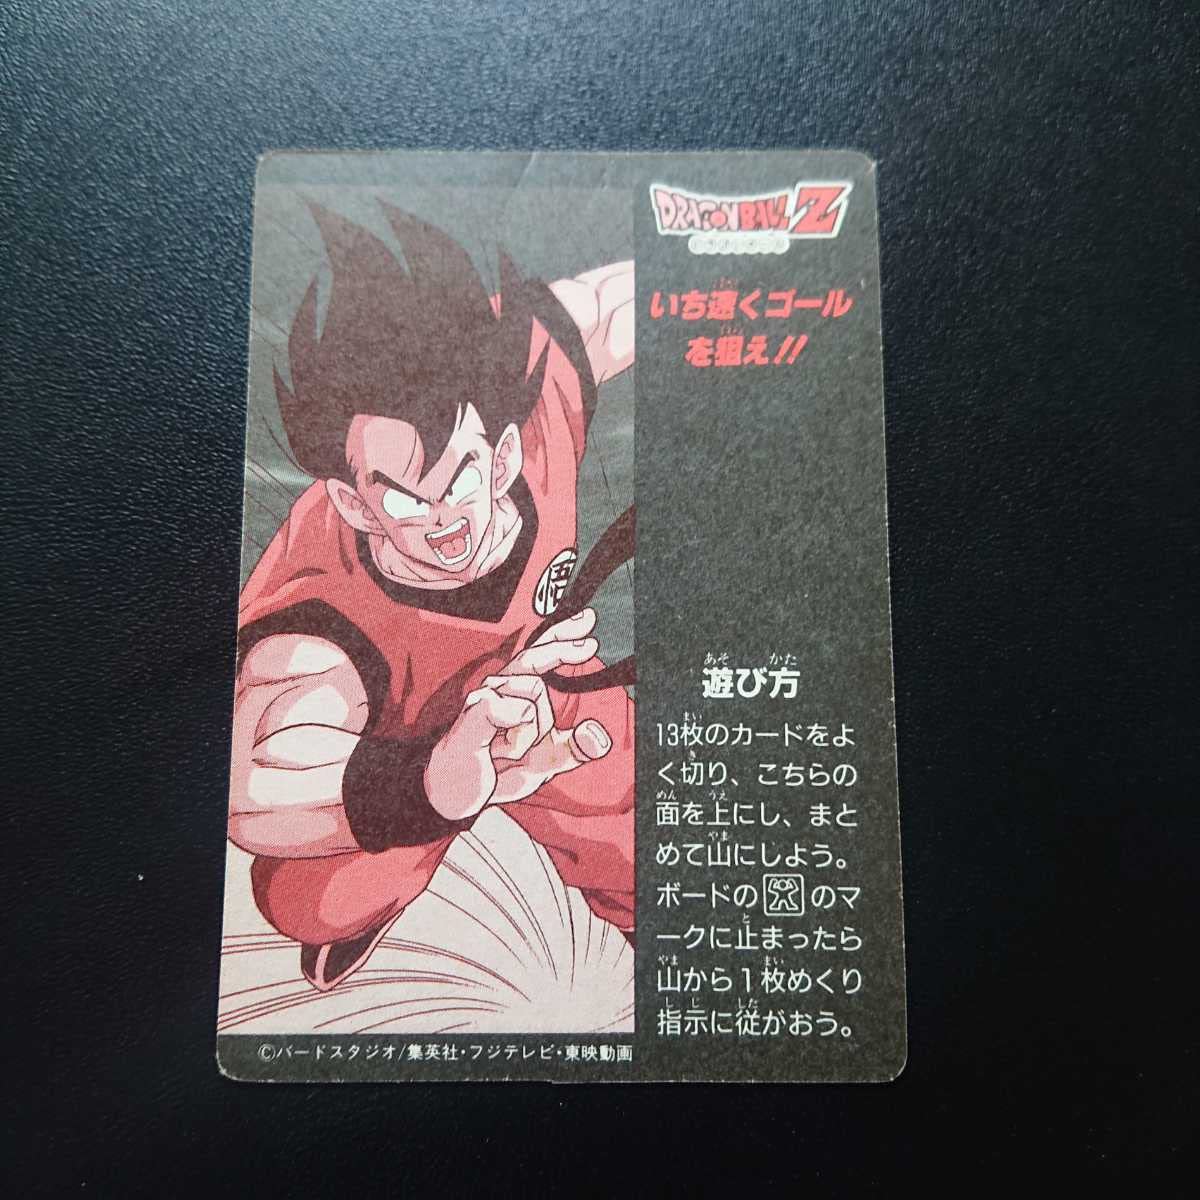 DRAGON BALL Z
いち速くゴール
を狙え!!
悟
遊び方
13枚のカードをよ
く切り、こちらの
面を上にし、まと
めて山にしよう。
ボードの のマ
ークに止まったら
山から1枚めくり
指示に従がおう。
©バードスタジオ/集英社・フジテレビ・東映動画